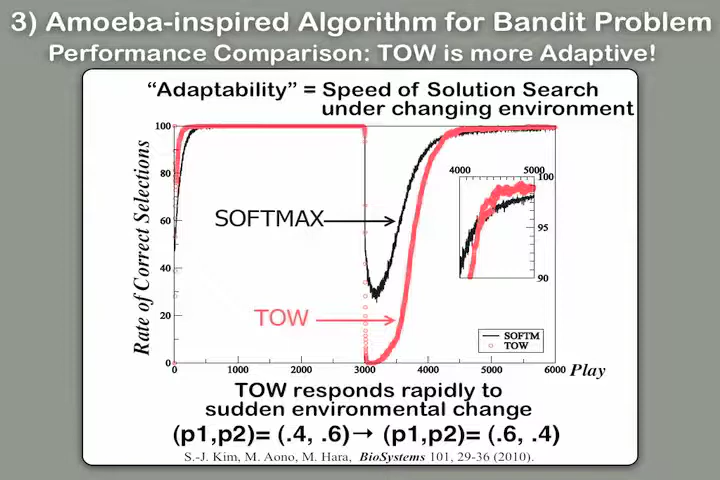 3) Amoeba-inspired Algorithm for Bandit Problem
Performance Comparison: TOW is more Adaptive!
“Adaptability” = Speed of Solution Search
under changing environment
100
80
60
40
20
0
Rate of Correct Selections
SOFTMAX
TOW
4000 5000
100
95
90
SOFTM
TOW
0 1000 2000 3000 4000 5000 6000 Play
TOW responds rapidly to
sudden environmental change
(p1,p2)= (.4, .6)→ (p1,p2)= (.6, .4)
S.-J. Kim, M. Aono, M. Hara, BioSystems 101, 29-36 (2010).